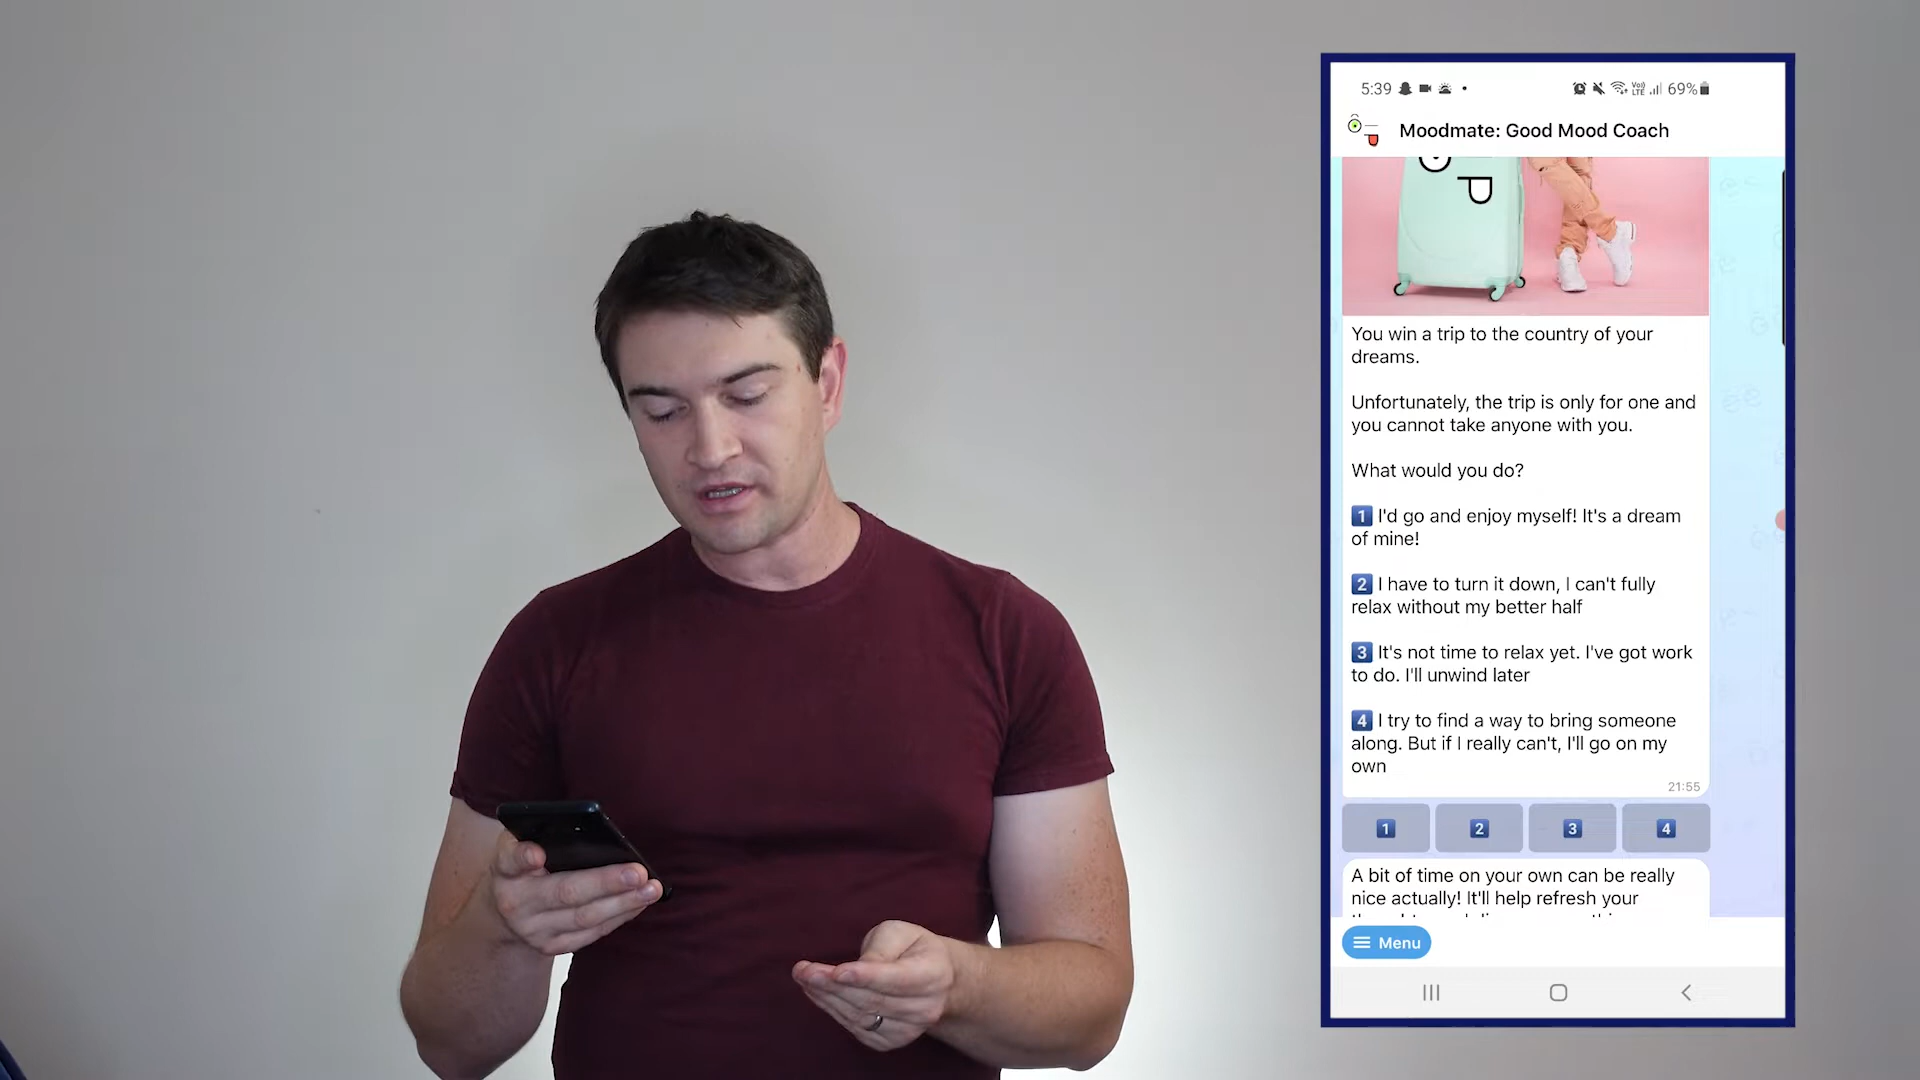 5:39
VoD LTE 69%
Moodmate: Good Mood Coach
You win a trip to the country of your
dreams.
Unfortunately, the trip is only for one and
you cannot take anyone with you.
What would you do?
1 I'd go and enjoy myself! It's a dream
of mine!
2 I have to turn it down, I can't fully
relax without my better half
3 It's not time to relax yet. I've got work
to do. I'll unwind later
4 I try to find a way to bring someone
along. But if I really can't, I'll go on my
own
21:55
1 2 3 4
A bit of time on your own can be really
nice actually! It'll help refresh your
Menu